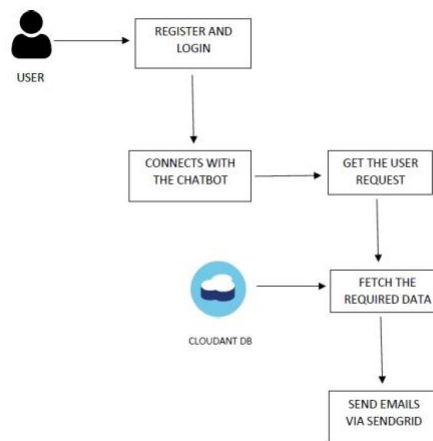 REGISTER AND
LOGIN
USER
CONNECTS WITH
THE CHATBOT
GET THE USER
REQUEST
FETCH THE
REQUIRED DATA
CLOUDANT DB
SEND EMAILS
VIA SENDGRID